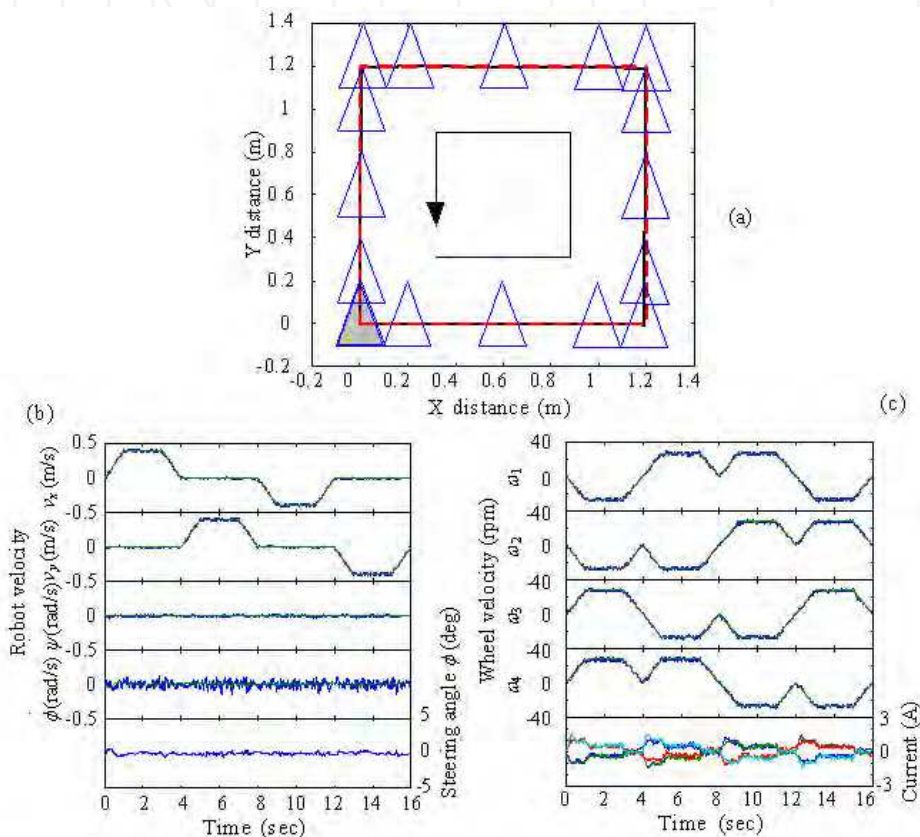 1.4
1.2
1
0.8
0.6
0.4
0.2
0
-0.2
Y distance (m)
-0.2 0 0.2 0.4 0.6 0.8 1 1.2 1.4
X distance (m)
(a)
(b)
0.5
0
-0.5
0
-0.5
0
0
-0.5
5
0
-5
Robot velocity
vx (m/s)
vy (m/s)
ψ (rad/s)
ϕ (rad/s)
Steering angle ϕ (deg)
0 2 4 6 8 10 12 14 16
Time (sec)
(c)
40
0
-40
0
-40
40
0
-40
0
-40
3
0
-3
Wheel velocity (rpm)
ω1
ω2
ω3
ω4
Current (A)
0 2 4 6 8 10 12 14 16
Time (sec)